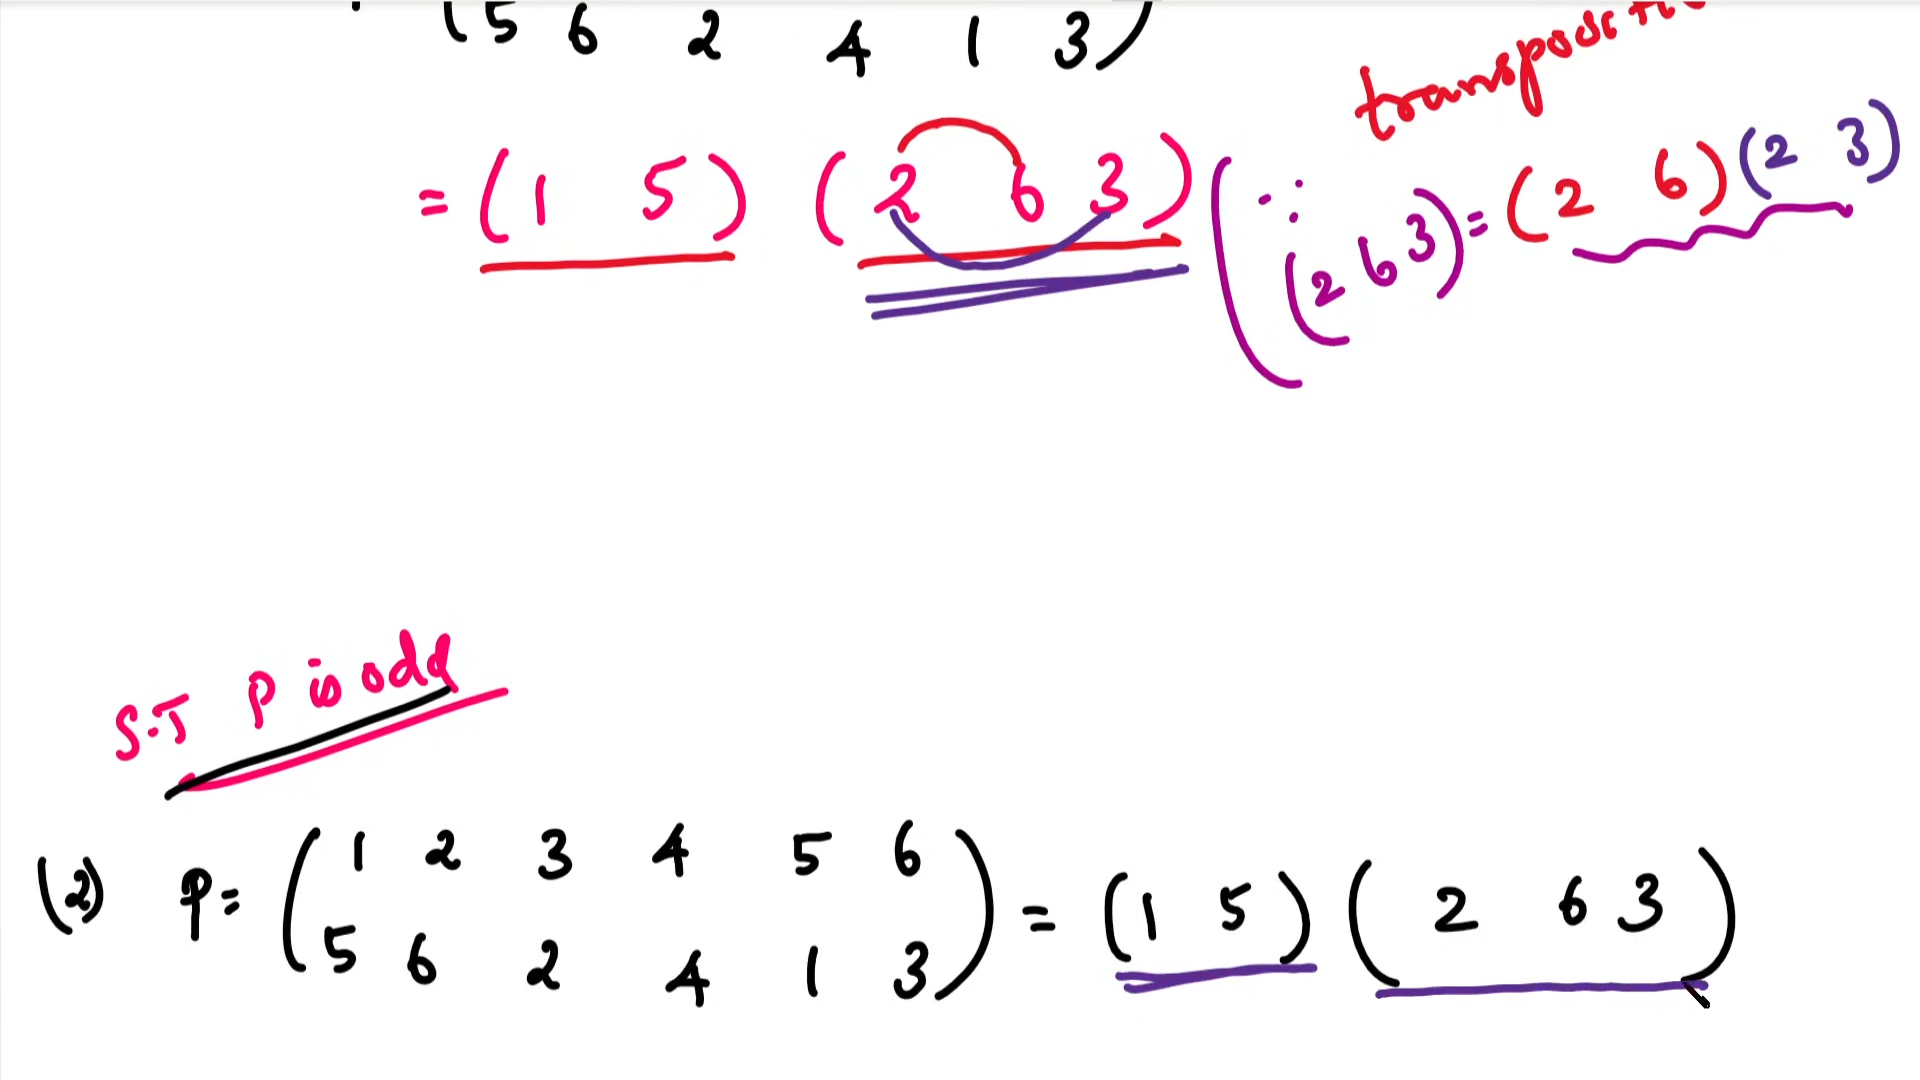 (5 6 2 4 1 3)
= (1 5) (2 6 3) ( ∵ (2 6 3) = (2 6)(2 3)
S.T P is odd
(2) P = (1 2 3 4 5 6
5 6 2 4 1 3) = (1 5) (2 6 3)